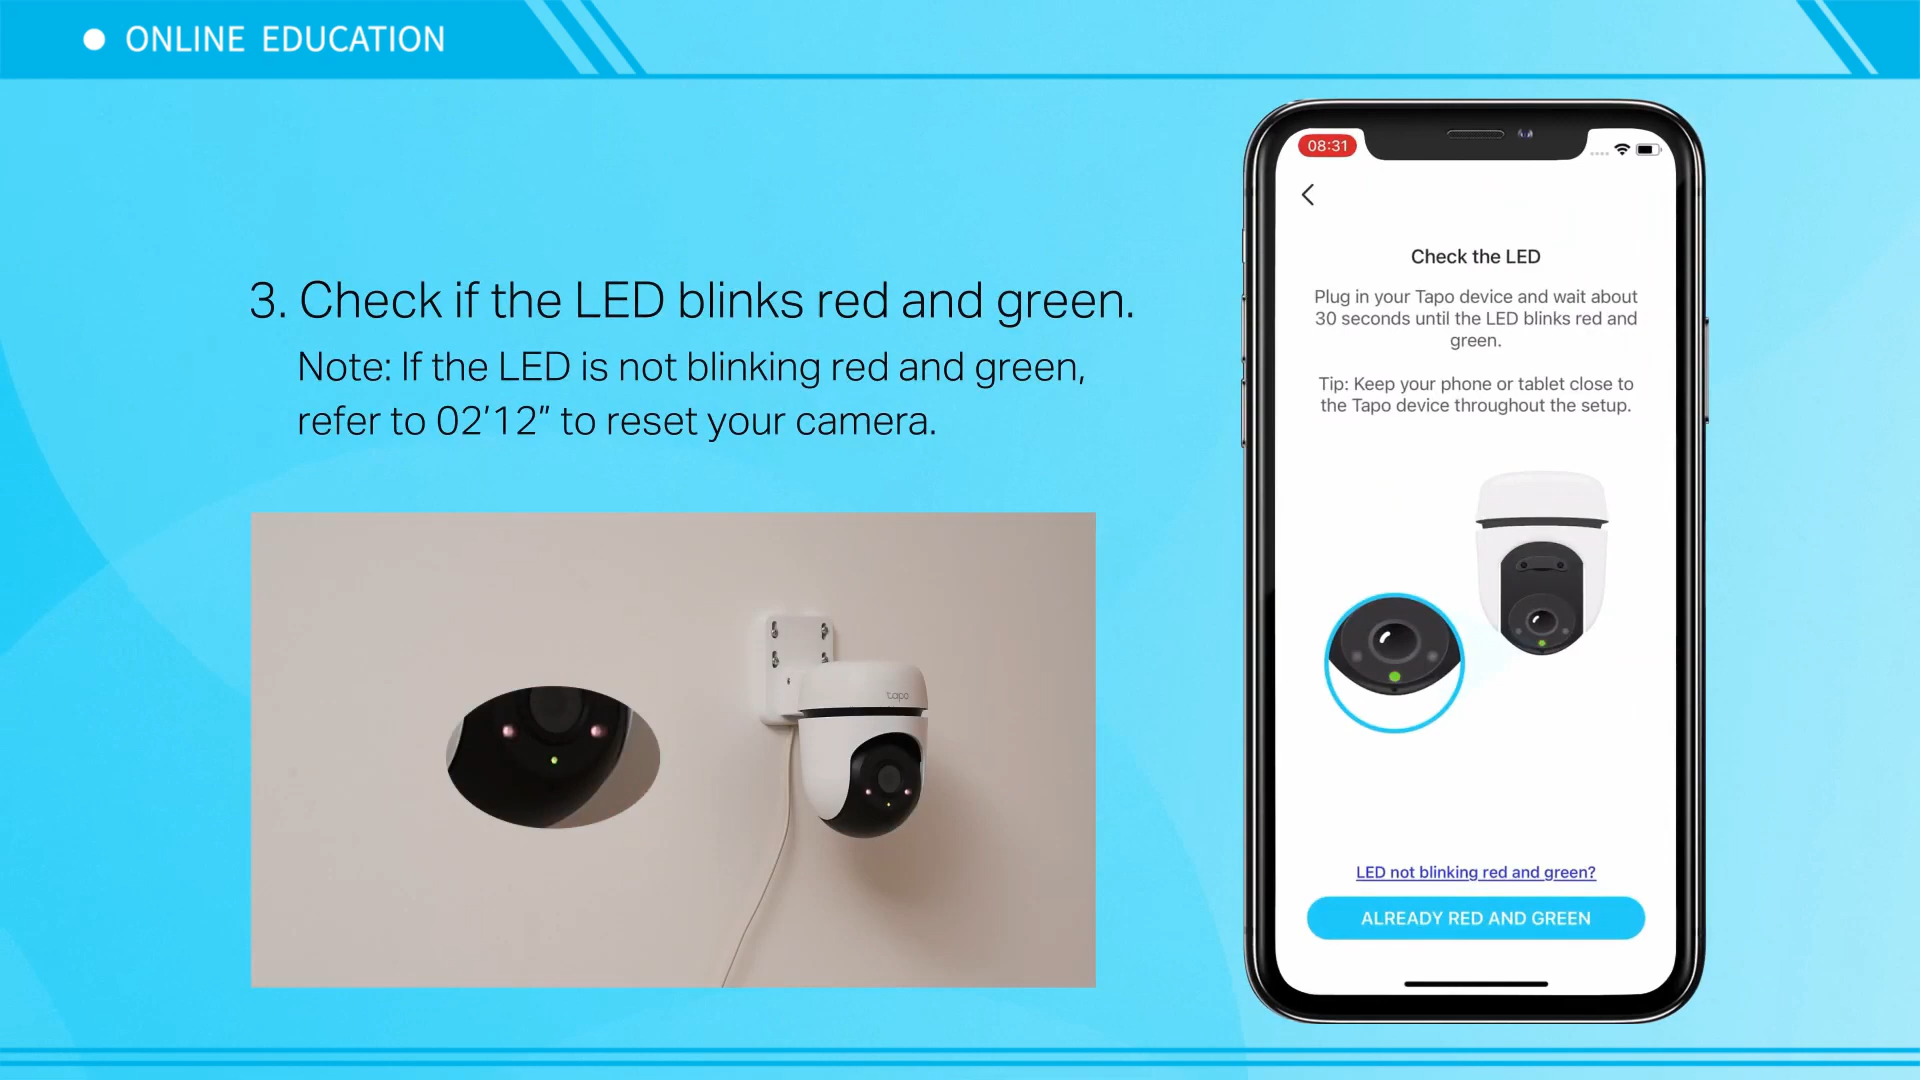 ONLINE EDUCATION
3. Check if the LED blinks red and green.
Note: If the LED is not blinking red and green,
refer to 02'12" to reset your camera.
tapo
08:31
Check the LED
Plug in your Tapo device and wait about
30 seconds until the LED blinks red and
green.
Tip: Keep your phone or tablet close to
the Tapo device throughout the setup.
LED not blinking red and green?
ALREADY RED AND GREEN